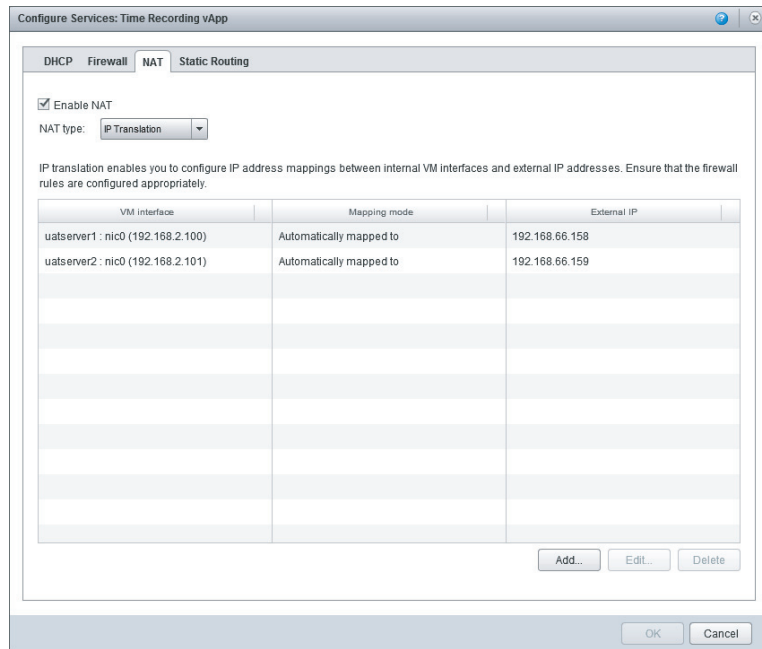 Configure Services: Time Recording vApp
DHCP Firewall NAT Static Routing
Enable NAT
NAT type: IP Translation
IP translation enables you to configure IP address mappings between internal VM interfaces and external IP addresses. Ensure that the firewall
rules are configured appropriately.
VM interface Mapping mode External IP
uatserver1 : nic0 (192.168.2.100) Automatically mapped to 192.168.66.158
uatserver2 : nic0 (192.168.2.101) Automatically mapped to 192.168.66.159
Add... Edit... Delete
OK Cancel